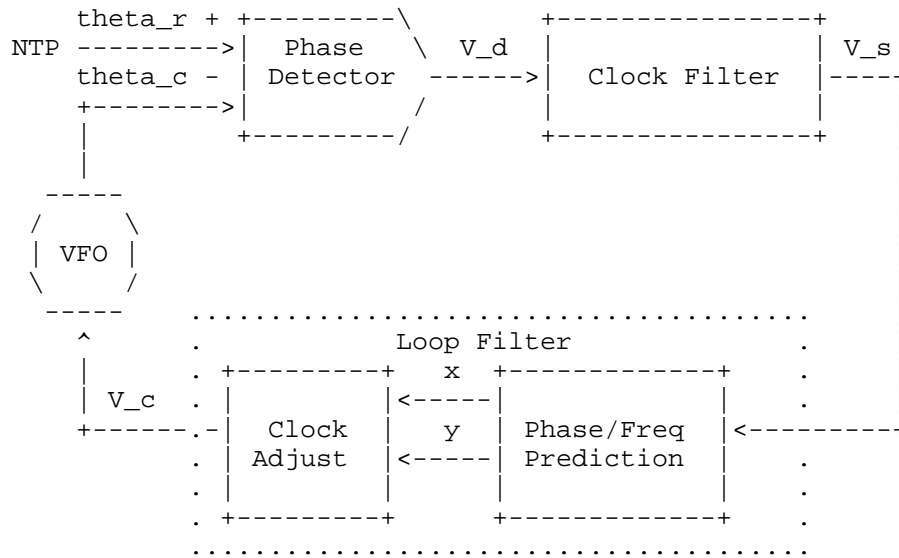 theta_r +
NTP Phase V_d V_s
theta_c - Detector Clock Filter
VFO
Loop Filter
x
V_c
Clock y Phase/Freq
Adjust Prediction